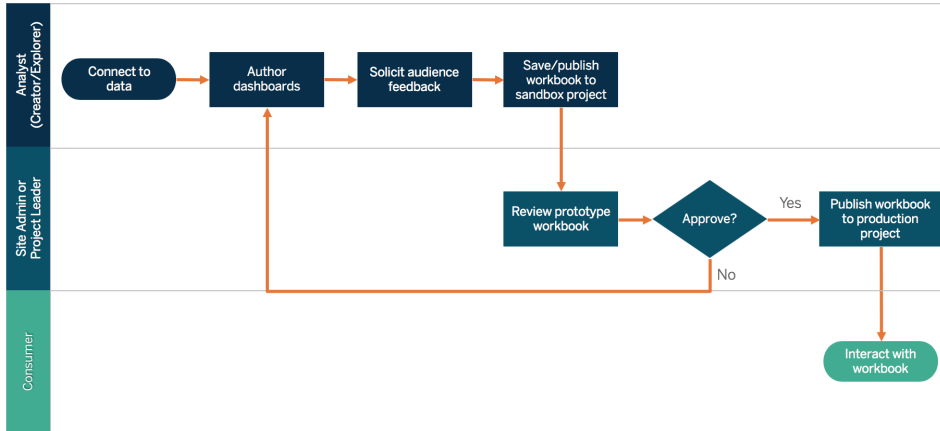 Analyst
(Creator/Explorer)
Connect to
data
Author
dashboards
Solicit audience
feedback
Save/publish
workbook to
sandbox project
Site Admin or
Project Leader
Review prototype
workbook
Approve?
Yes
No
Publish workbook
to production
project
Consumer
Interact with
workbook